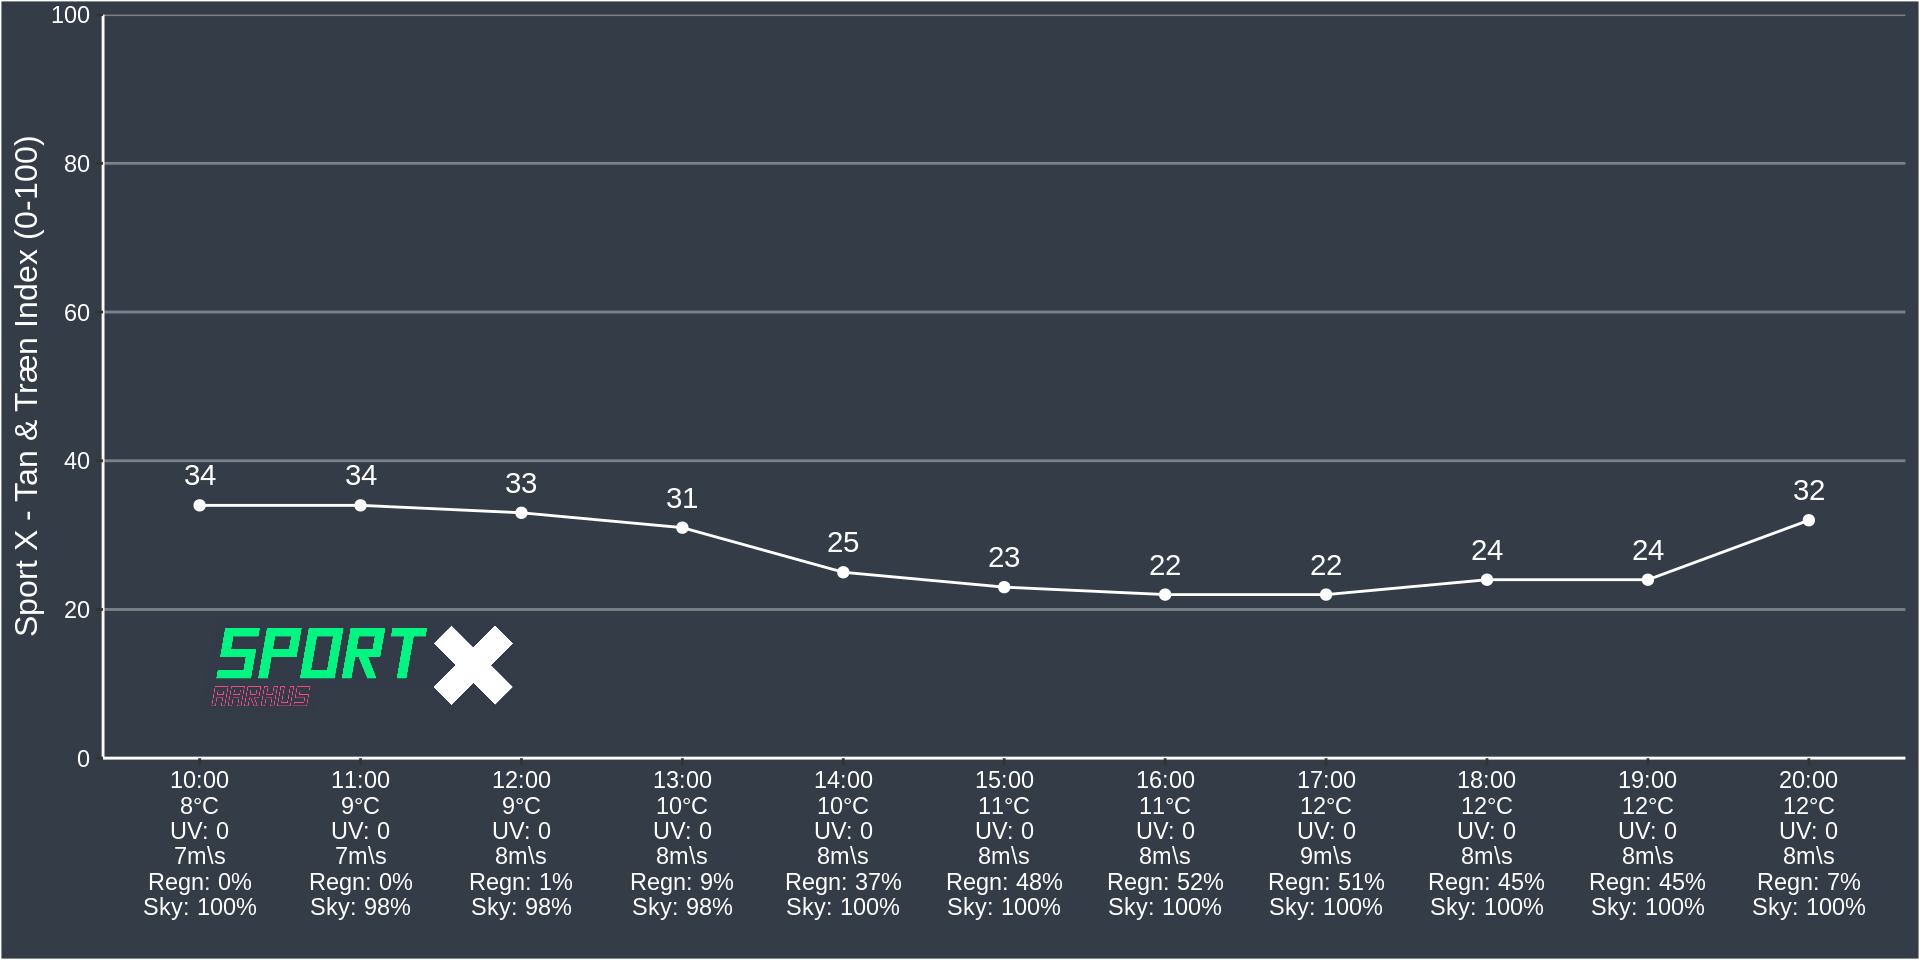 Sport X - Tan & Træn Index (0-100)
100
80
60
40
20
0
34
34
33
31
25
23
22
22
24
24
32
SPORT X
AARHUS
10:00 11:00 12:00 13:00 14:00 15:00 16:00 17:00 18:00 19:00 20:00
8°C 9°C 9°C 10°C 10°C 11°C 11°C 12°C 12°C 12°C 12°C
UV: 0 UV: 0 UV: 0 UV: 0 UV: 0 UV: 0 UV: 0 UV: 0 UV: 0 UV: 0 UV: 0
7m\s 7m\s 8m\s 8m\s 8m\s 8m\s 8m\s 9m\s 8m\s 8m\s 8m\s
Regn: 0% Regn: 0% Regn: 1% Regn: 9% Regn: 37% Regn: 48% Regn: 52% Regn: 51% Regn: 45% Regn: 45% Regn: 7%
Sky: 100% Sky: 98% Sky: 98% Sky: 98% Sky: 100% Sky: 100% Sky: 100% Sky: 100% Sky: 100% Sky: 100% Sky: 100%